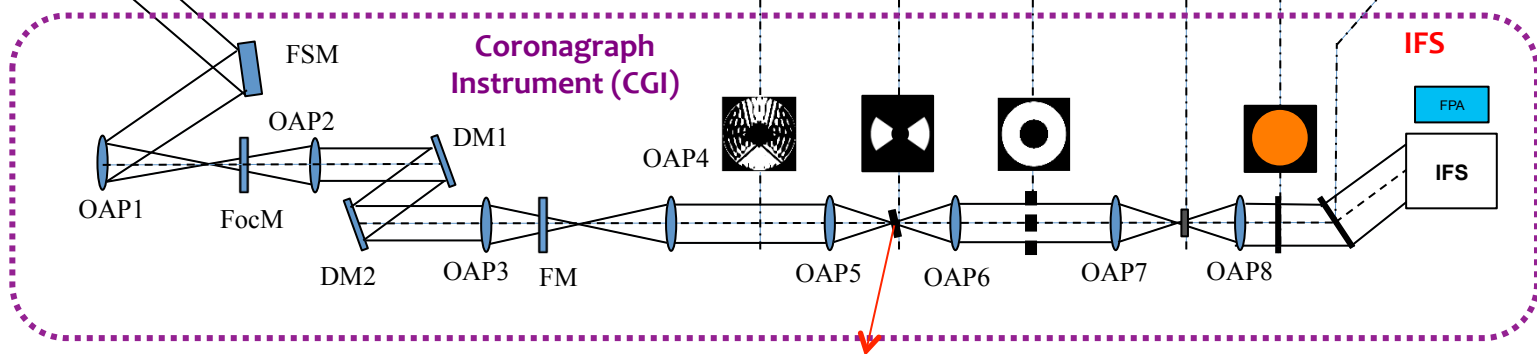 Coronagraph
Instrument (CGI)
IFS
FSM
FPA
OAP2
DM1
OAP4
IFS
OAP1
FocM
DM2
OAP3
FM
OAP5
OAP6
OAP7
OAP8